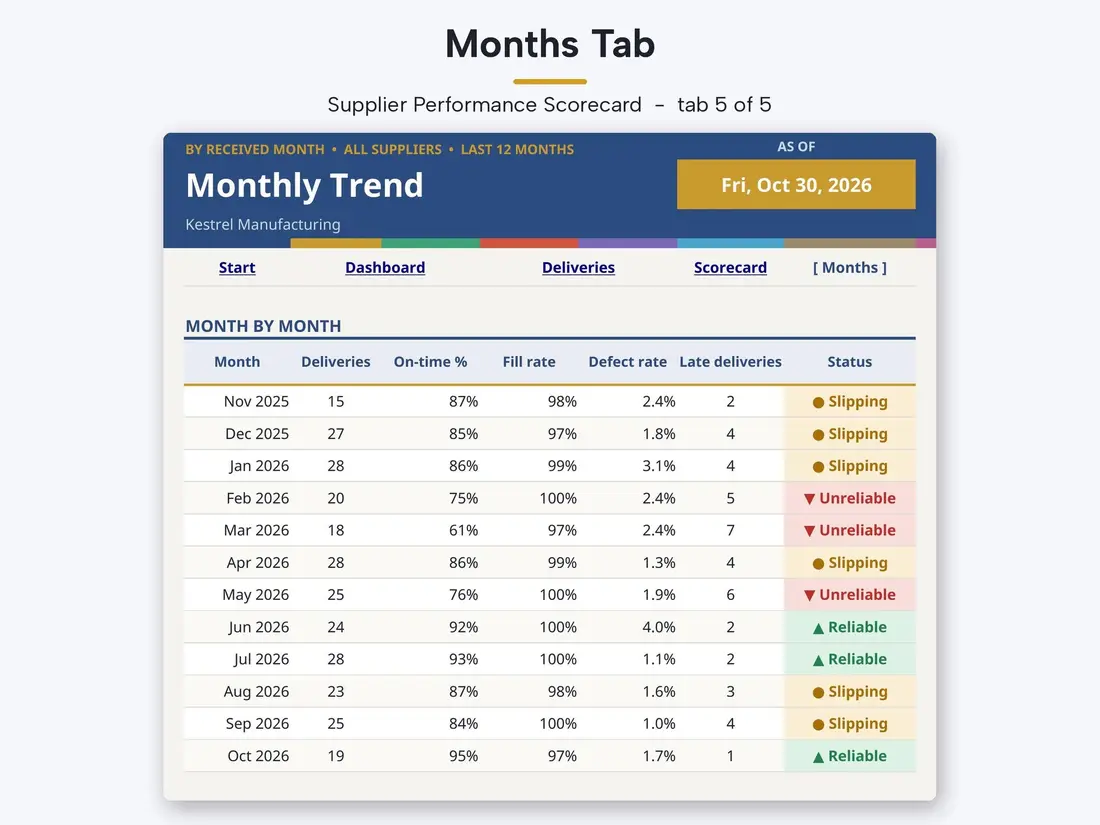 Months Tab
Supplier Performance Scorecard – tab 5 of 5
BY RECEIVED MONTH • ALL SUPPLIERS • LAST 12 MONTHS
AS OF
Monthly Trend
Fri, Oct 30, 2026
Kestrel Manufacturing
Start Dashboard Deliveries Scorecard [ Months ]
MONTH BY MONTH
Month Deliveries On-time % Fill rate Defect rate Late deliveries Status
Nov 2025 15 87% 98% 2.4% 2 ● Slipping
Dec 2025 27 85% 97% 1.8% 4 ● Slipping
Jan 2026 28 86% 99% 3.1% 4 ● Slipping
Feb 2026 20 75% 100% 2.4% 5 ▼ Unreliable
Mar 2026 18 61% 97% 2.4% 7 ▼ Unreliable
Apr 2026 28 86% 99% 1.3% 4 ● Slipping
May 2026 25 76% 100% 1.9% 6 ▼ Unreliable
Jun 2026 24 92% 100% 4.0% 2 ▲ Reliable
Jul 2026 28 93% 100% 1.1% 2 ▲ Reliable
Aug 2026 23 87% 98% 1.6% 3 ● Slipping
Sep 2026 25 84% 100% 1.0% 4 ● Slipping
Oct 2026 19 95% 97% 1.7% 1 ▲ Reliable